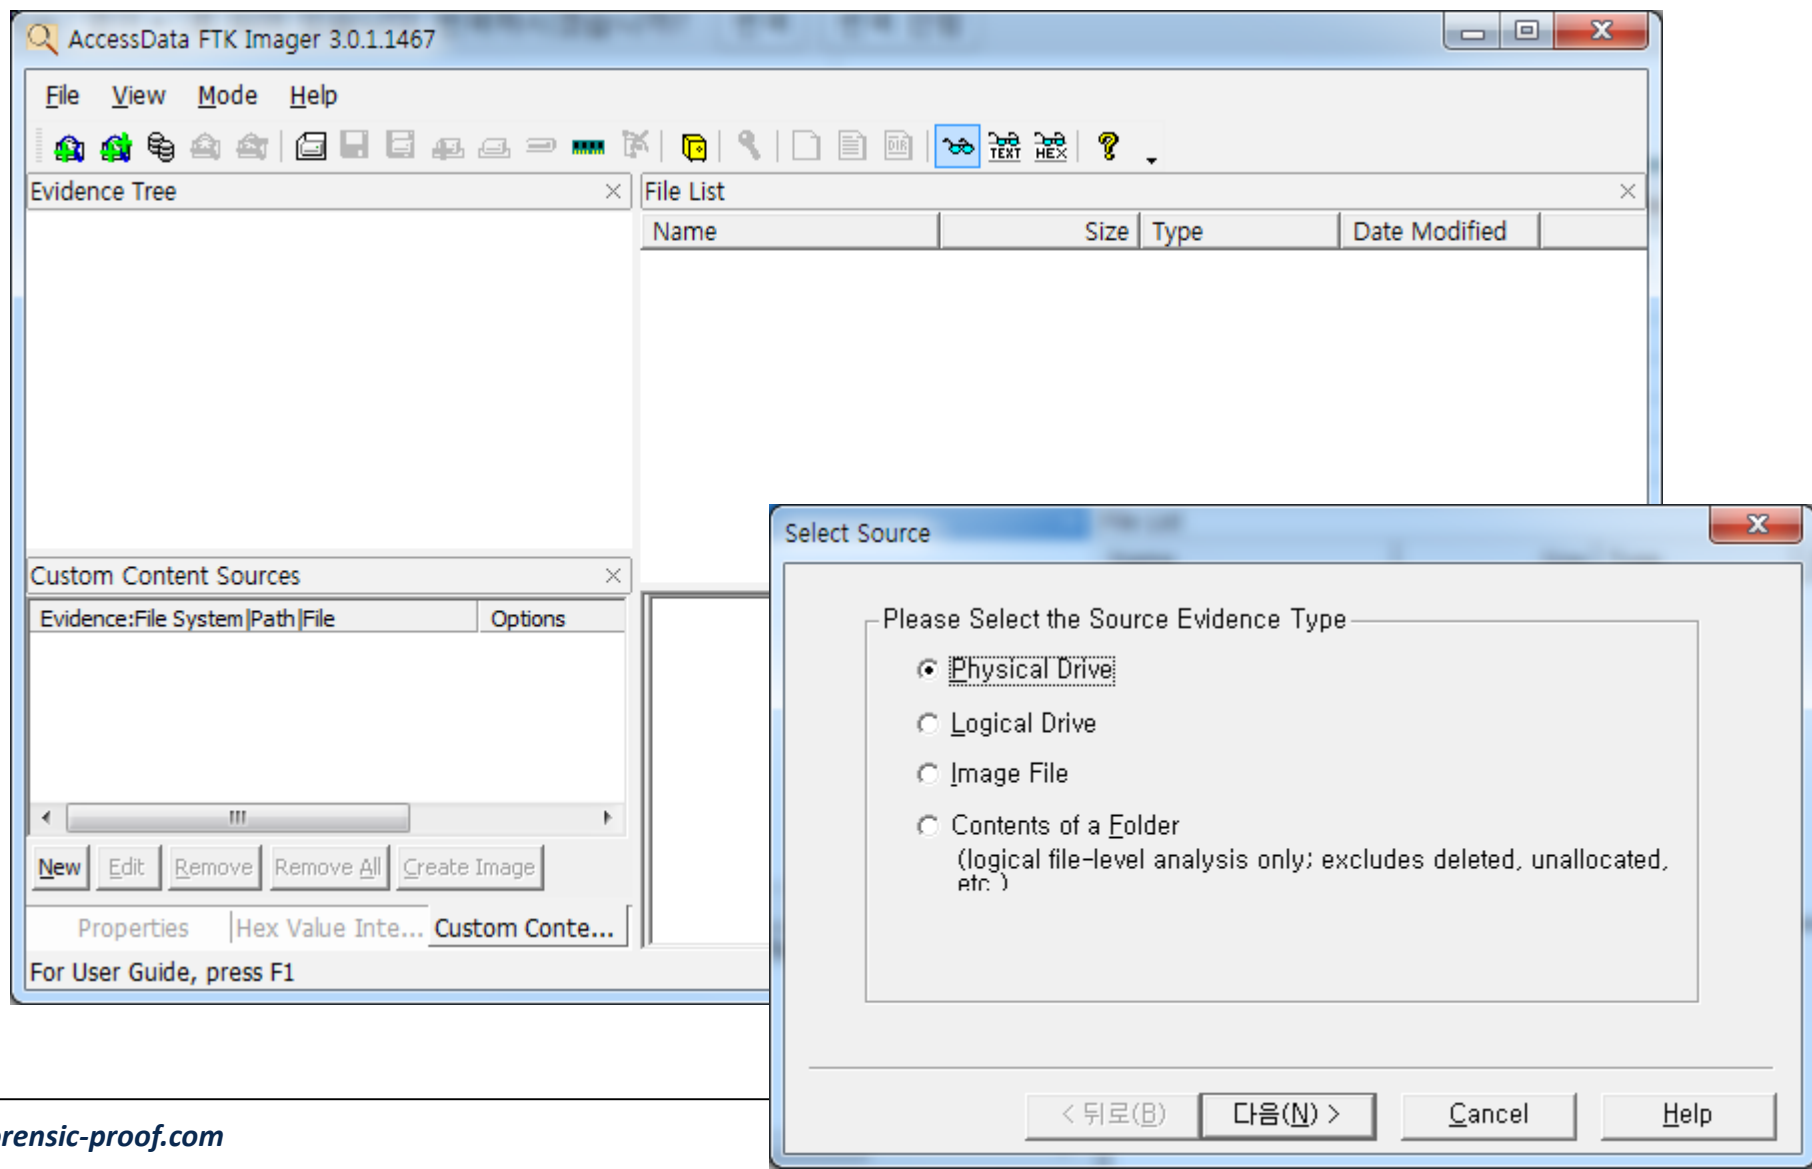 AccessData FTK Imager 3.0.1.1467
File View Mode Help
DIR TEXT HEX
Evidence Tree
File List
Name Size Type Date Modified
Custom Content Sources
Evidence:File System|Path|File Options
New Edit Remove Remove All Create Image
Properties Hex Value Inte... Custom Conte...
For User Guide, press F1
Select Source
Please Select the Source Evidence Type
Physical Drive
Logical Drive
Image File
Contents of a Folder
(logical file-level analysis only; excludes deleted, unallocated,
etc.)
< 뒤로(B) 다음(N) > Cancel Help
rensic-proof.com